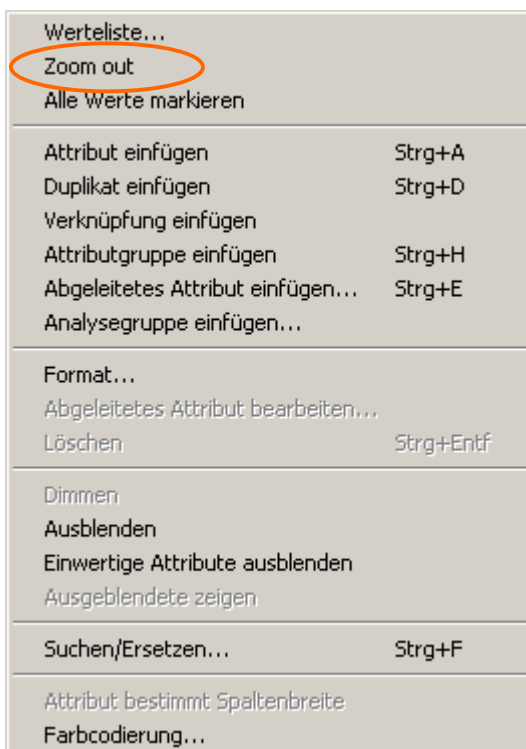 Werteliste...
Zoom out
Alle Werte markieren
Attribut einfügen Strg+A
Duplikat einfügen Strg+D
Verknüpfung einfügen
Attributgruppe einfügen Strg+H
Abgeleitetes Attribut einfügen... Strg+E
Analysegruppe einfügen...
Format...
Abgeleitetes Attribut bearbeiten...
Löschen Strg+Entf
Dimmen
Ausblenden
Einwertige Attribute ausblenden
Ausgeblendete zeigen
Suchen/Ersetzen... Strg+F
Attribut bestimmt Spaltenbreite
Farbcodierung...